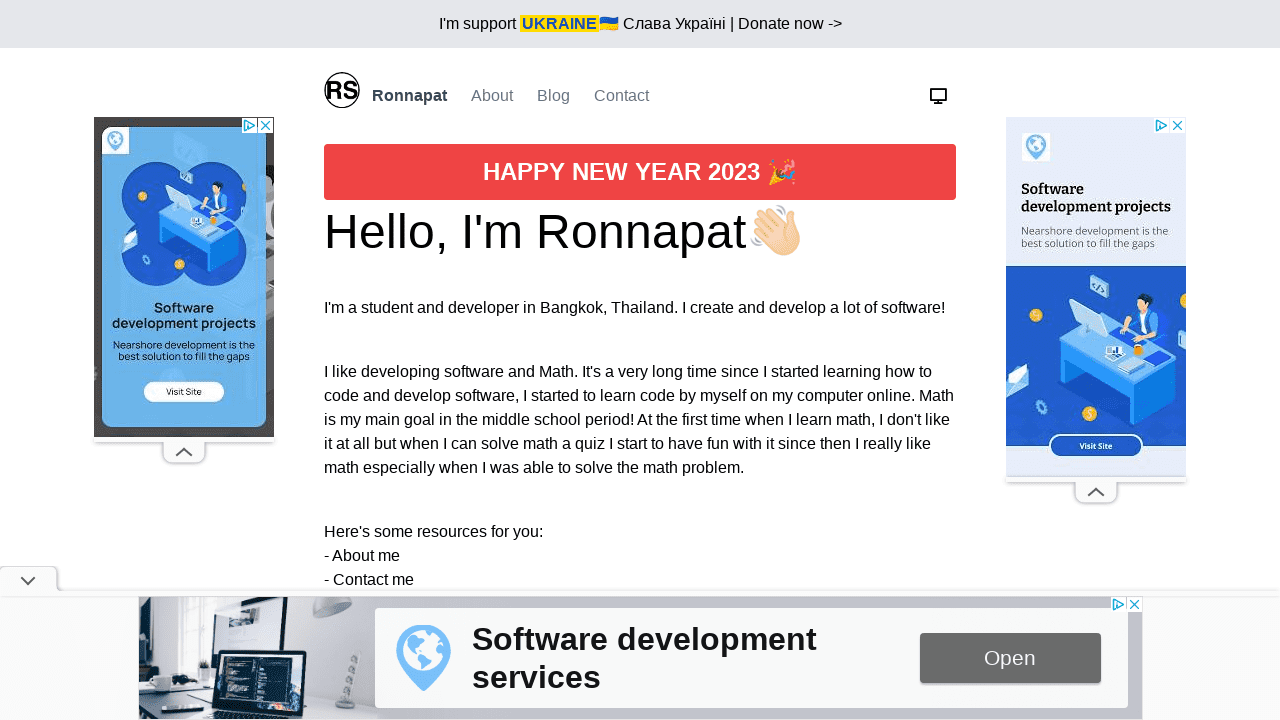 I'm support UKRAINE🇺🇦 Слава Україні | Donate now ->
RS
Ronnapat
About
Blog
Contact
HAPPY NEW YEAR 2023 🎉
Hello, I'm Ronnapat👋🏻
I'm a student and developer in Bangkok, Thailand. I create and develop a lot of software!
I like developing software and Math. It's a very long time since I started learning how to
code and develop software, I started to learn code by myself on my computer online. Math
is my main goal in the middle school period! At the first time when I learn math, I don't like
it at all but when I can solve math a quiz I start to have fun with it since then I really like
math especially when I was able to solve the math problem.
Here's some resources for you:
- About me
- Contact me
Software
development projects
Nearshore development is the
best solution to fill the gaps
Visit Site
Software
development projects
Nearshore development is the
best solution to fill the gaps
Visit Site
Software development
services
Open